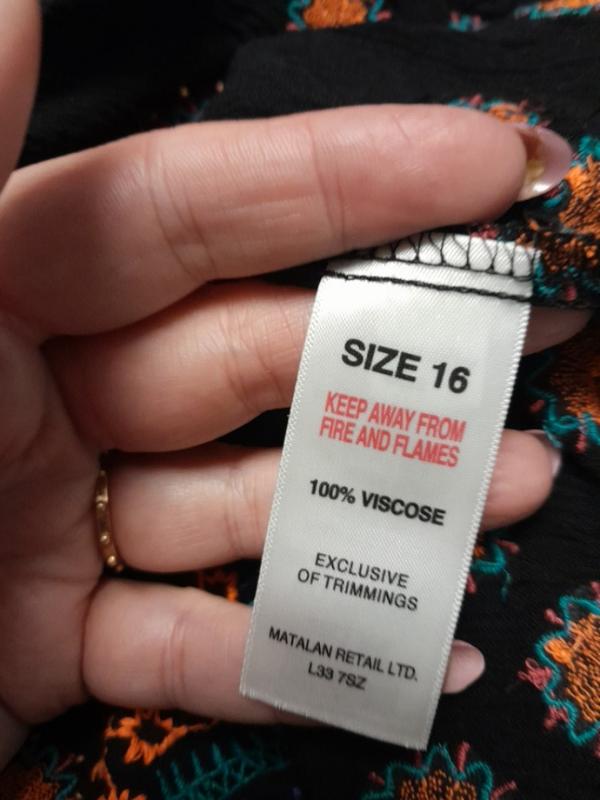 SIZE 16
KEEP AWAY FROM
FIRE AND FLAMES
100% VISCOSE
EXCLUSIVE
OF TRIMMINGS
MATALAN RETAIL LTD.
L33 7SZ